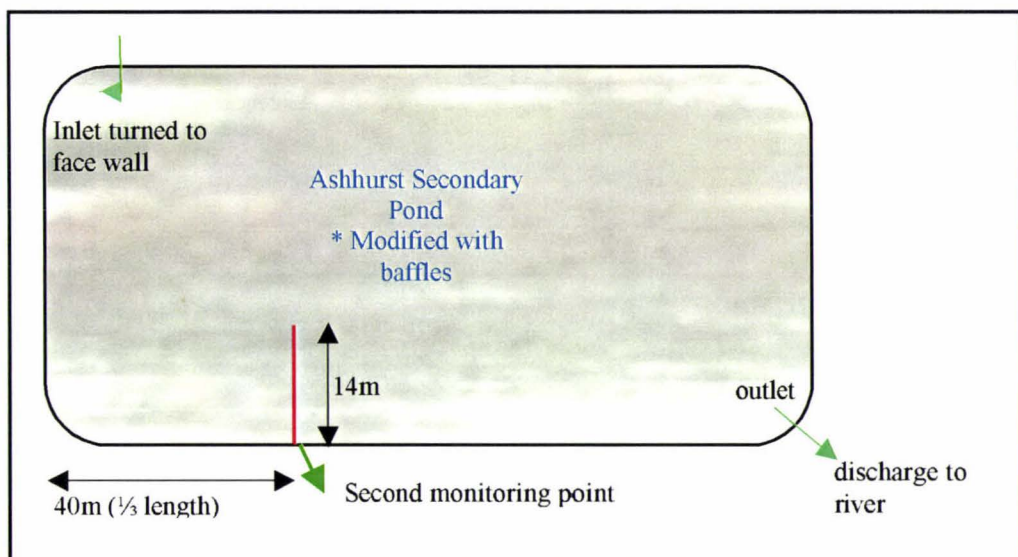 Inlet turned to
face wall
Ashhurst Secondary
Pond
* Modified with
baffles
14m
outlet
discharge to
river
Second monitoring point
40m (⅓ length)